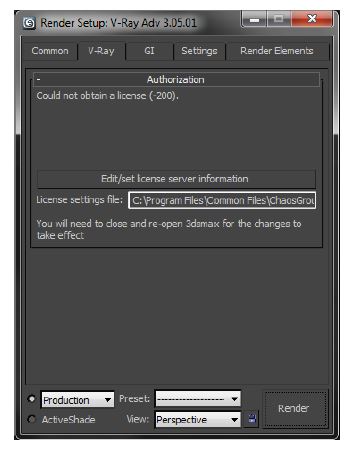 Render Setup: V-Ray Adv 3.05.01
Common V-Ray GI Settings Render Elements
- Authorization
Could not obtain a license (-200).
Edit/set license server information
License settings file: C:\Program Files\Common Files\ChaosGrou
You will need to close and re-open 3dsmax for the changes to
take effect
Production Preset: --------------------
ActiveShade View: Perspective
Render